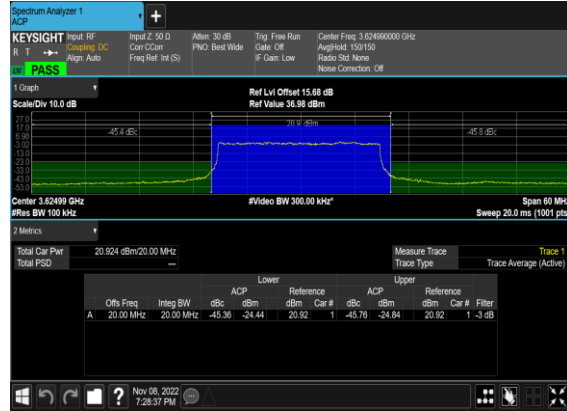 Spectrum Analyzer 1
ACP
+
KEYSIGHT Input: RF Input Z: 50 Ω Atten: 30 dB Trig: Free Run Center Freq: 3.624990000 GHz
R T Coupling: DC Corr CCorr PNO: Best Wide Gate: Off Avg|Hold: 150/150
Align: Auto Freq Ref: Int (S) IF Gain: Low Radio Std: None
LW PASS Noise Correction: Off
1 Graph Ref Lvl Offset 15.68 dB
Scale/Div 10.0 dB Ref Value 36.98 dBm
27.0
17.0 -45.4 dBc 20.9 dBm -45.8 dBc
6.98
-3.02
-13.0
-23.0
-33.0
-43.0
-53.0
Center 3.62499 GHz #Video BW 300.00 kHz* Span 60 MHz
#Res BW 100 kHz Sweep 20.0 ms (1001 pts
2 Metrics
Total Car Pwr 20.924 dBm/20.00 MHz Measure Trace Trace 1
Total PSD --- Trace Type Trace Average (Active)
Lower Upper
ACP Reference ACP Reference
Offs Freq Integ BW dBc dBm dBm Car # dBc dBm dBm Car # Filter
A 20.00 MHz 20.00 MHz -45.36 -24.44 20.92 1 -45.76 -24.84 20.92 1 -3 dB
? Nov 08, 2022
7:28:37 PM